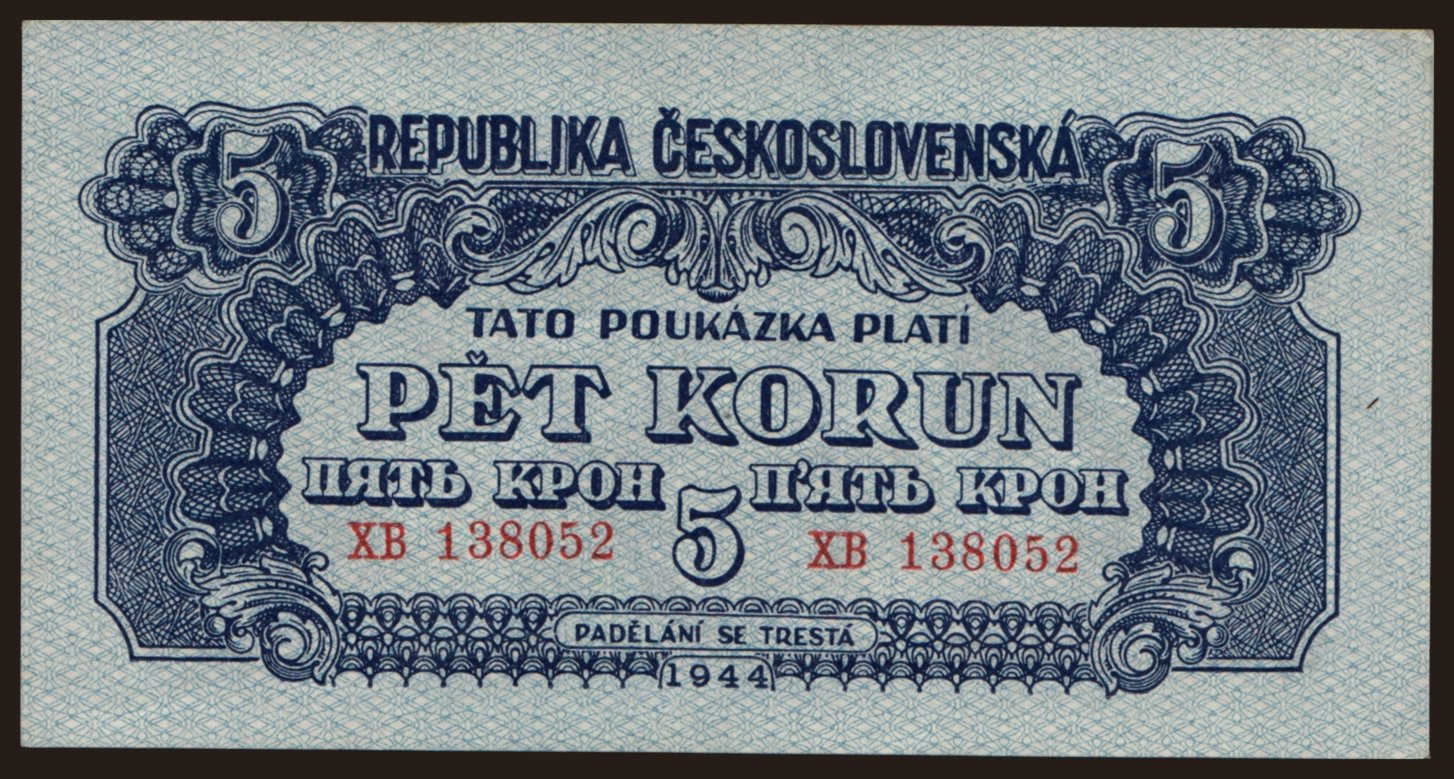 REPUBLIKA ČESKOSLOVENSKÁ
5 5
TATO POUKÁZKA PLATÍ
PĚT KORUN
ПЯТЬ КРОН П'ЯТЬ КРОН
5
XB 138052 XB 138052
PADĚLÁNÍ SE TRESTÁ
1944